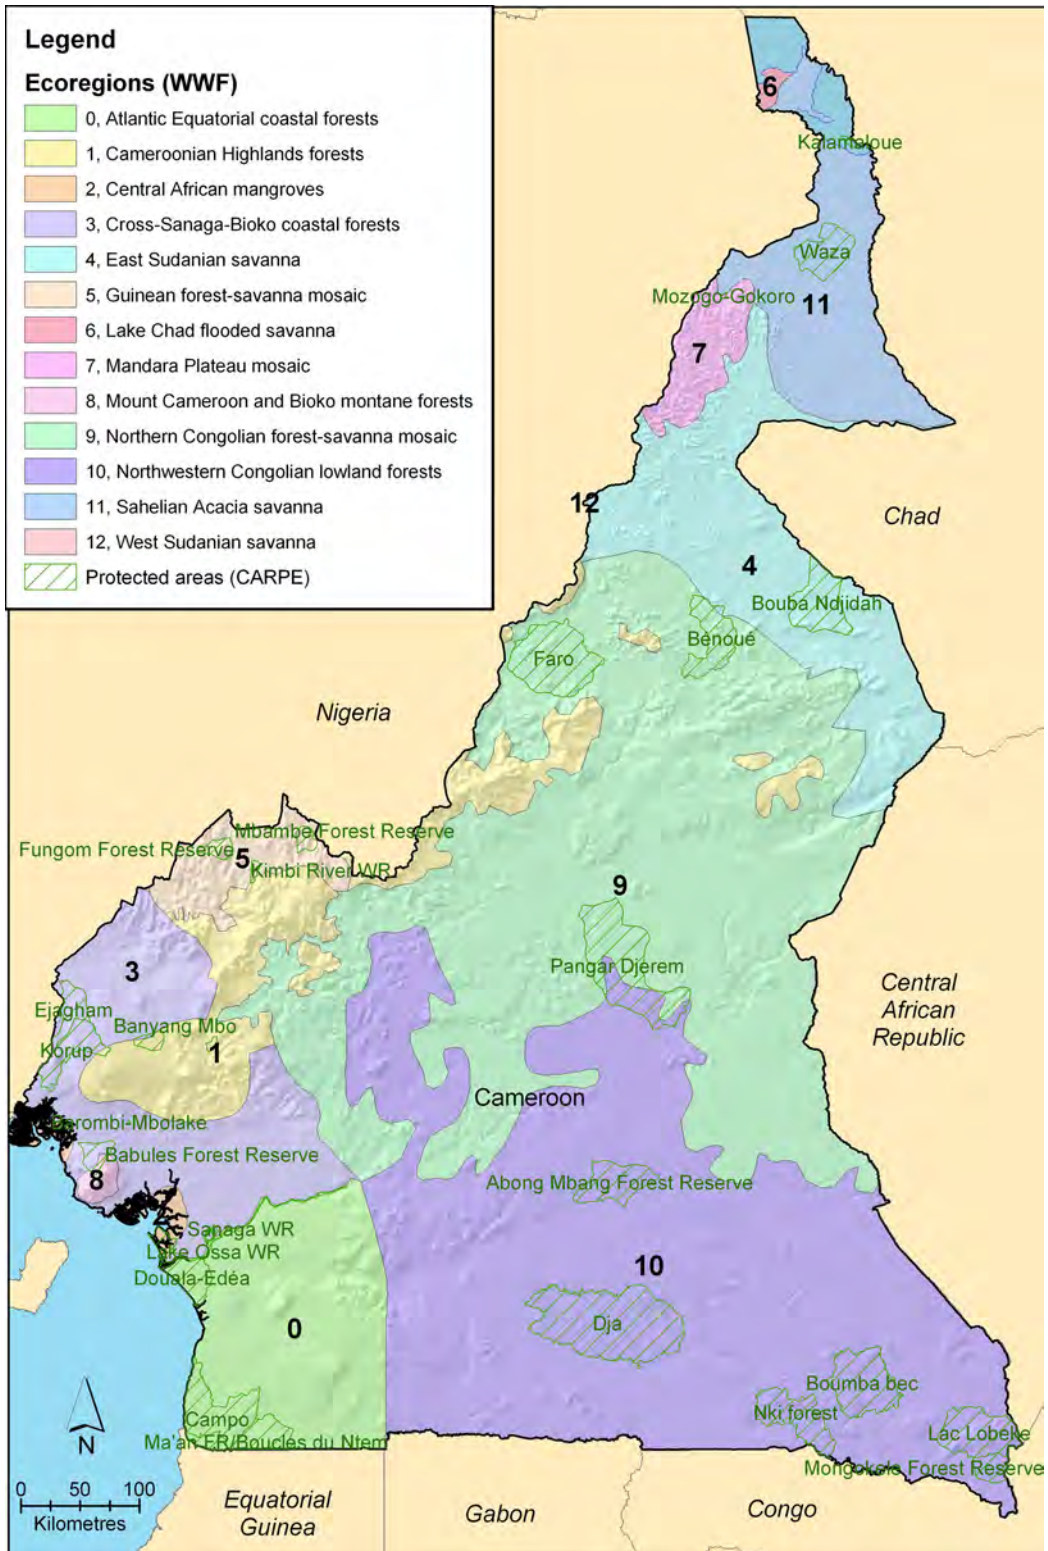 Legend
Ecoregions (WWF)
0, Atlantic Equatorial coastal forests
1, Cameroonian Highlands forests
2, Central African mangroves
3, Cross-Sanaga-Bioko coastal forests
4, East Sudanian savanna
5, Guinean forest-savanna mosaic
6, Lake Chad flooded savanna
7, Mandara Plateau mosaic
8, Mount Cameroon and Bioko montane forests
9, Northern Congolian forest-savanna mosaic
10, Northwestern Congolian lowland forests
11, Sahelian Acacia savanna
12, West Sudanian savanna
Protected areas (CARPE)
6
Kalamaloue
Waza
Mozogo-Gokoro
11
7
12
Chad
4
Bouba Ndjidah
Bénoué
Faro
Nigeria
Mbambe Forest Reserve
Fungom Forest Reserve
5
Kimbi River WR
9
Pangar Djerem
3
Central
African
Republic
Ejagham
Banyang Mbo
Korup
1
Cameroon
Barombi-Mbolake
Babules Forest Reserve
8
Abong Mbang Forest Reserve
Sanaga WR
Lake Ossa WR
Douala-Edéa
10
0
Dja
Boumba bec
Nki forest
Campo
Lac Lobeke
Ma'an FR/Boucles du Ntem
Mongokele Forest Reserve
N
0 50 100
Kilometres
Equatorial
Guinea
Gabon
Congo